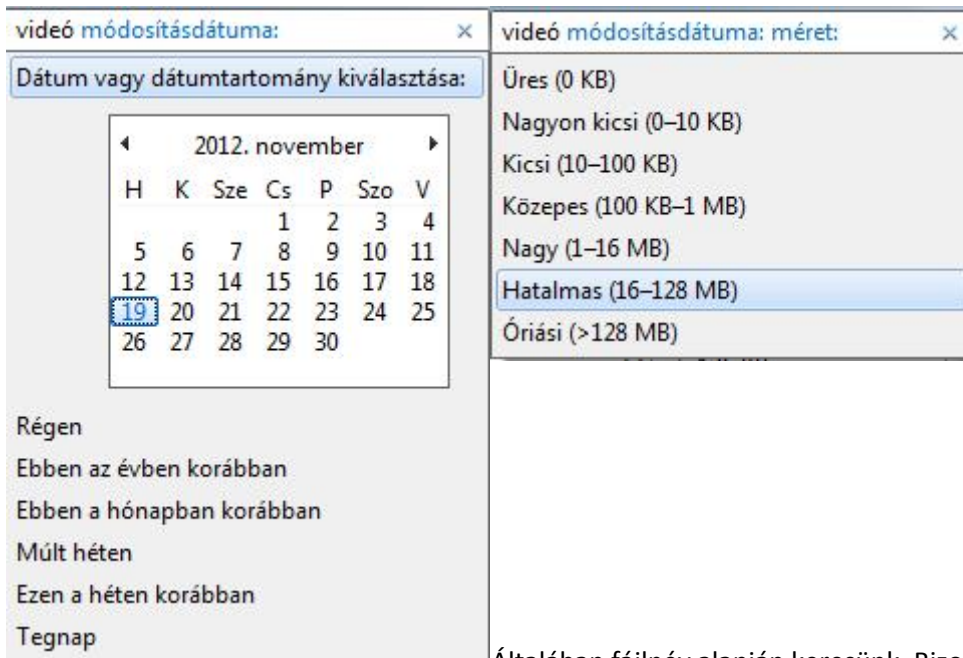 videó módosításdátuma: ×
Dátum vagy dátumtartomány kiválasztása:
2012. november
H K Sze Cs P Szo V
1 2 3 4
5 6 7 8 9 10 11
12 13 14 15 16 17 18
19 20 21 22 23 24 25
26 27 28 29 30
Régen
Ebben az évben korábban
Ebben a hónapban korábban
Múlt héten
Ezen a héten korábban
Tegnap
videó módosításdátuma: méret: ×
Üres (0 KB)
Nagyon kicsi (0–10 KB)
Kicsi (10–100 KB)
Közepes (100 KB–1 MB)
Nagy (1–16 MB)
Hatalmas (16–128 MB)
Óriási (>128 MB)
Általában fájlnév alapján keresünk.